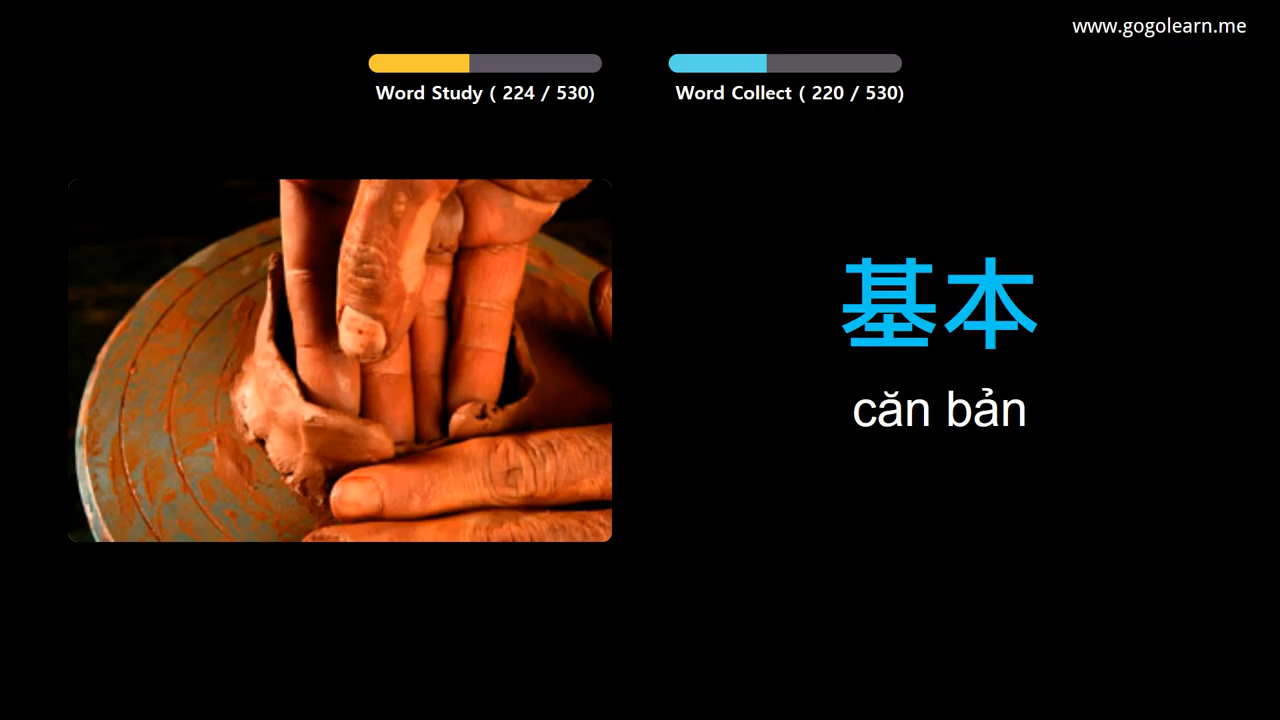 www.gogolearn.me
Word Study ( 224 / 530)
Word Collect ( 220 / 530)
基本
căn bản